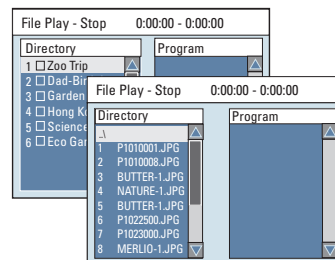 File Play - Stop 0:00:00 - 0:00:00
Directory Program
1 Zoo Trip
2 Dad-Bir
3 Garden
4 Hong K
5 Science
6 Eco Gar
File Play - Stop 0:00:00 - 0:00:00
Directory Program
..\
1 P1010001.JPG
2 P1010008.JPG
3 BUTTER-1.JPG
4 NATURE-1.JPG
5 BUTTER-1.JPG
6 P1022500.JPG
7 P1023000.JPG
8 MERLIO-1.JPG